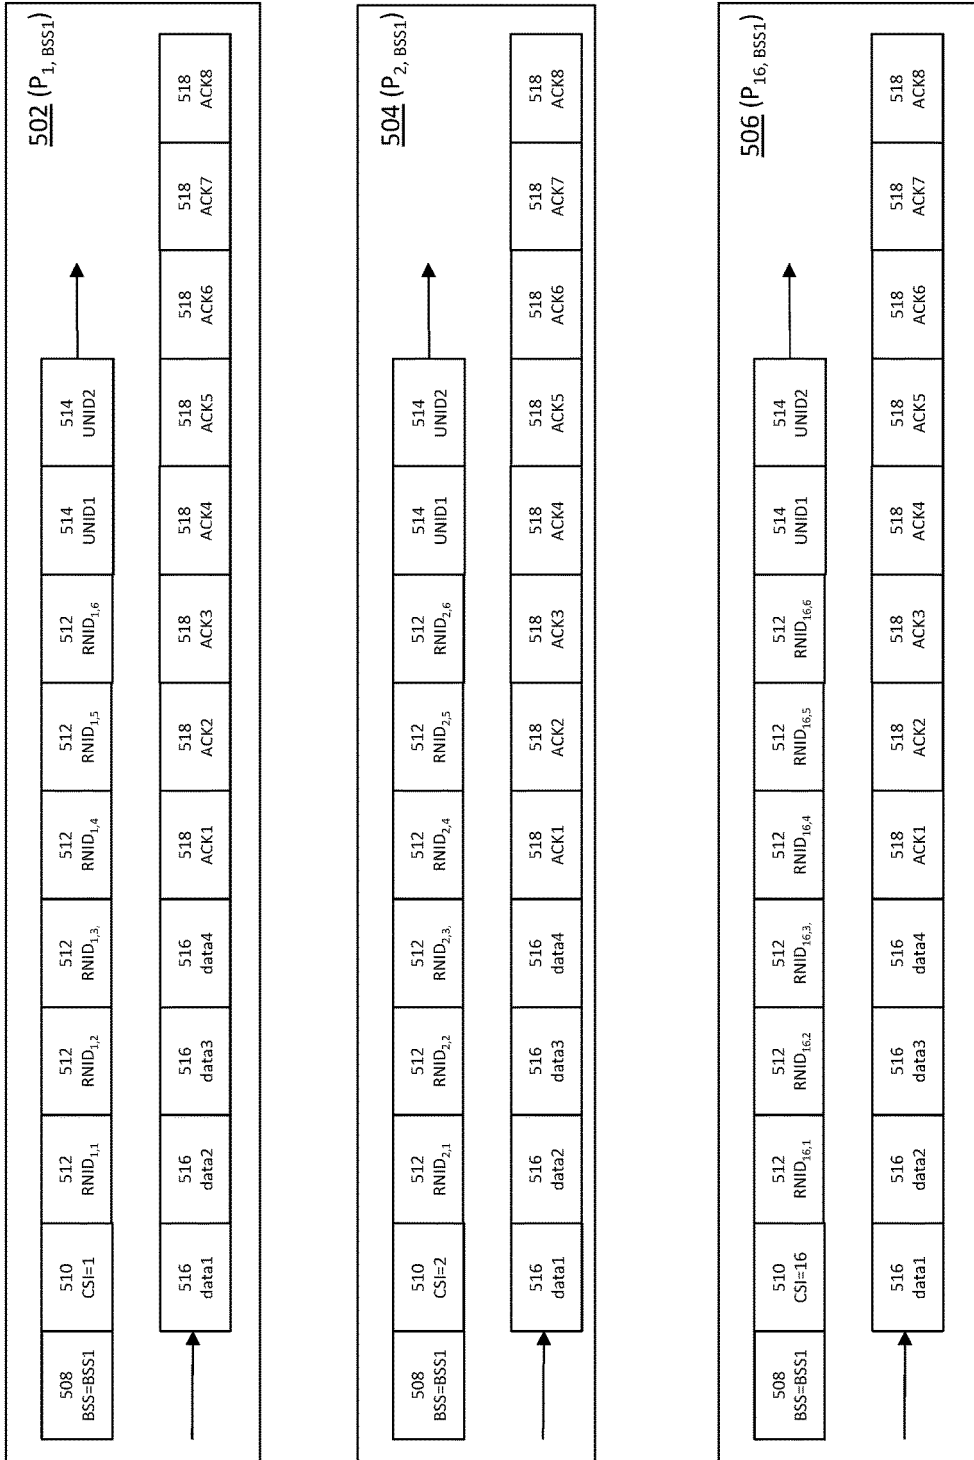 502 (P1, BSS1)
508
BSS=BSS1
510
CSI=1
512
RNID1,1
512
RNID1,2
512
RNID1,3,
512
RNID1,4
512
RNID1,5
512
RNID1,6
514
UNID1
514
UNID2
516
data1
516
data2
516
data3
516
data4
518
ACK1
518
ACK2
518
ACK3
518
ACK4
518
ACK5
518
ACK6
518
ACK7
518
ACK8
504 (P2, BSS1)
508
BSS=BSS1
510
CSI=2
512
RNID2,1
512
RNID2,2
512
RNID2,3,
512
RNID2,4
512
RNID2,5
512
RNID2,6
514
UNID1
514
UNID2
516
data1
516
data2
516
data3
516
data4
518
ACK1
518
ACK2
518
ACK3
518
ACK4
518
ACK5
518
ACK6
518
ACK7
518
ACK8
506 (P16, BSS1)
508
BSS=BSS1
510
CSI=16
512
RNID16,1
512
RNID16.2
512
RNID16,3.
512
RNID16,4
512
RNID16,5
512
RNID16,6
514
UNID1
514
UNID2
516
data1
516
data2
516
data3
516
data4
518
ACK1
518
ACK2
518
ACK3
518
ACK4
518
ACK5
518
ACK6
518
ACK7
518
ACK8